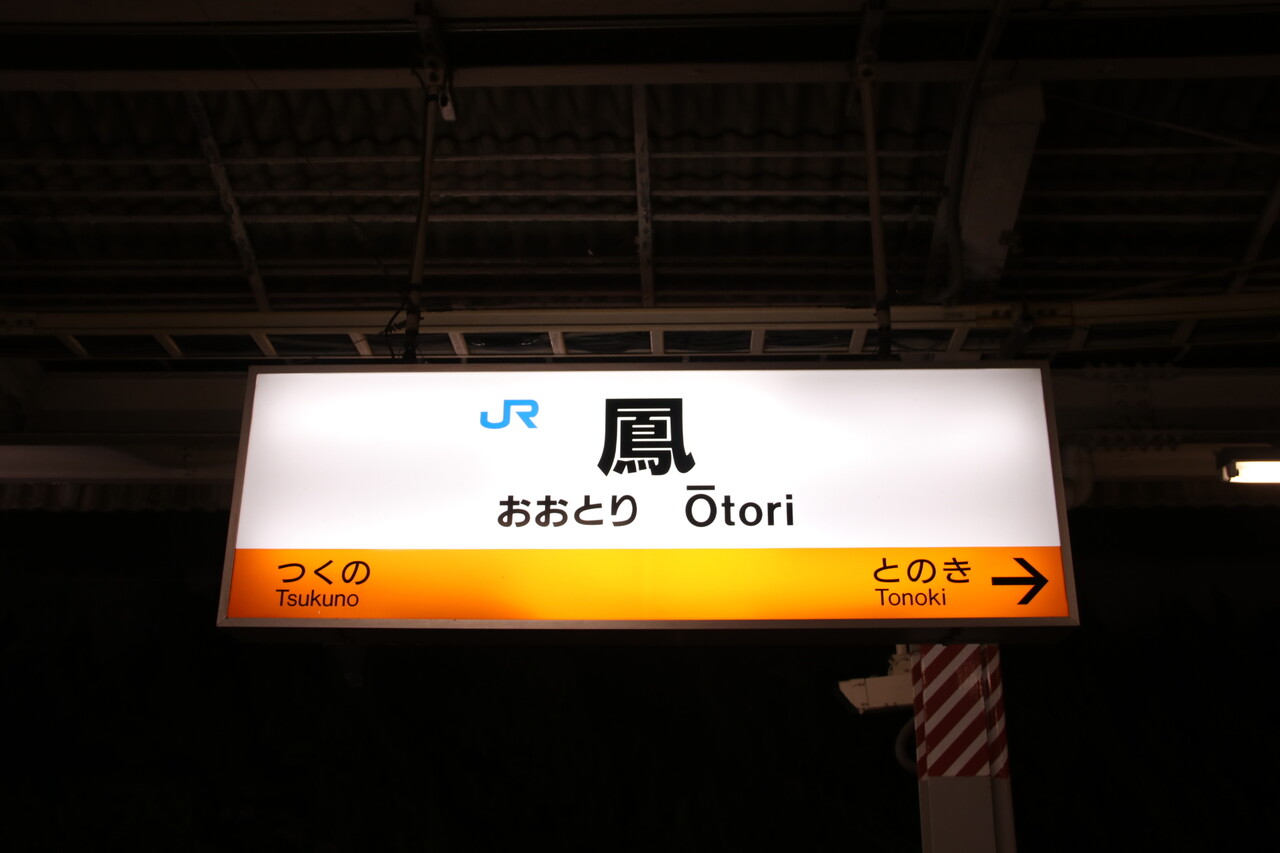 JR 鳳
おおとり Ōtori
つくの とのき →
Tsukuno Tonoki